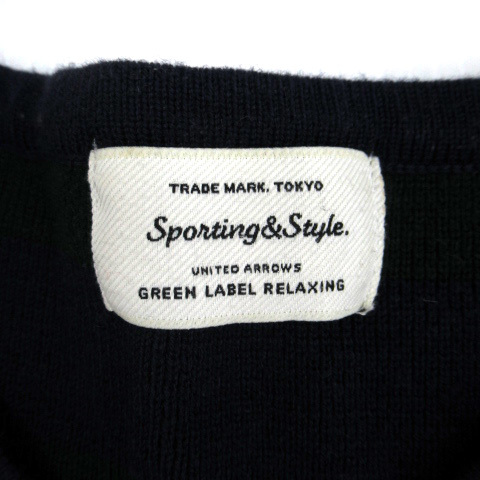 TRADE MARK. TOKYO
Sporting&Style.
UNITED ARROWS
GREEN LABEL RELAXING